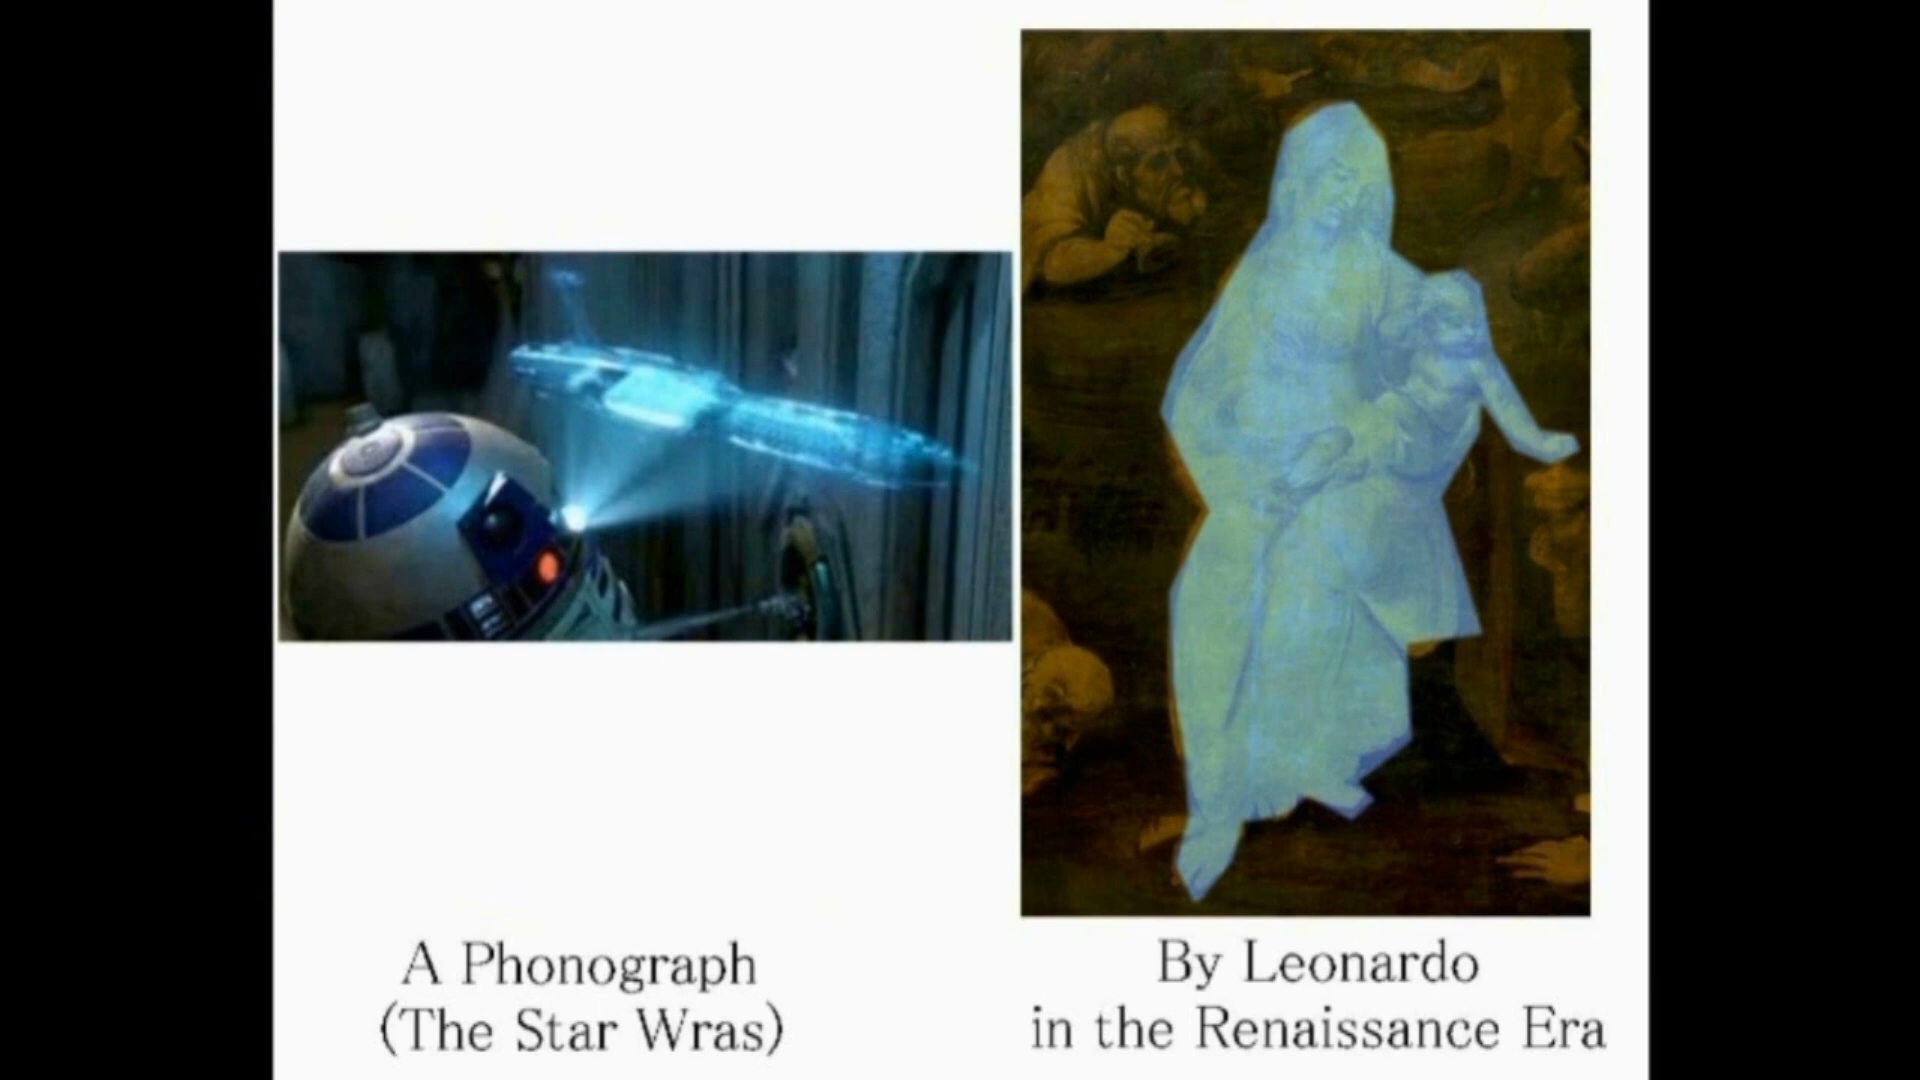 A Phonograph
(The Star Wras)
By Leonardo
in the Renaissance Era